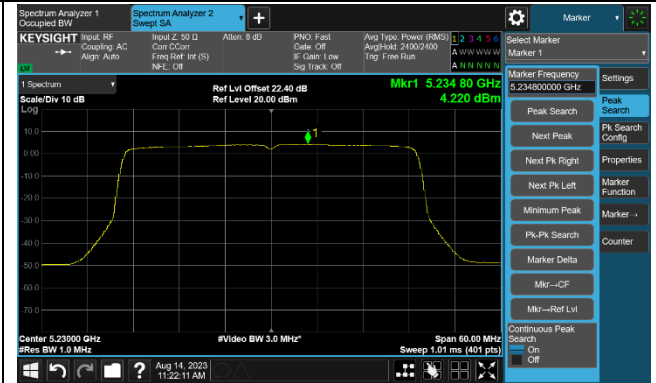 Spectrum Analyzer 1
Occupied BW
Spectrum Analyzer 2
Swept SA
Marker
KEYSIGHT
Input: RF
Coupling: AC
Align: Auto
Input Z: 50 Ω
Corr CCorr
Freq Ref: Int (S)
NFE: Off
Atten: 8 dB
PNO: Fast
Gate: Off
IF Gain: Low
Sig Track: Off
Avg Type: Power (RMS)
Avg|Hold: 2400/2400
Trig: Free Run
1 2 3 4 5 6
A W W W W W
A N N N N N
LV
Select Marker
Marker 1
1 Spectrum
Scale/Div 10 dB
Log
Ref Lvl Offset 22.40 dB
Ref Level 20.00 dBm
Mkr1 5.234 80 GHz
4.220 dBm
1
10.0
0.00
-10.0
-20.0
-30.0
-40.0
-50.0
-60.0
-70.0
Center 5.23000 GHz
#Res BW 1.0 MHz
#Video BW 3.0 MHz*
Span 60.00 MHz
Sweep 1.01 ms (401 pts)
Marker Frequency
5.234800000 GHz
Peak Search
Next Peak
Next Pk Right
Next Pk Left
Minimum Peak
Pk-Pk Search
Marker Delta
Mkr→CF
Mkr→Ref Lvl
Continuous Peak
Search
On
Off
Settings
Peak
Search
Pk Search
Config
Properties
Marker
Function
Marker→
Counter
?
Aug 14, 2023
11:22:11 AM